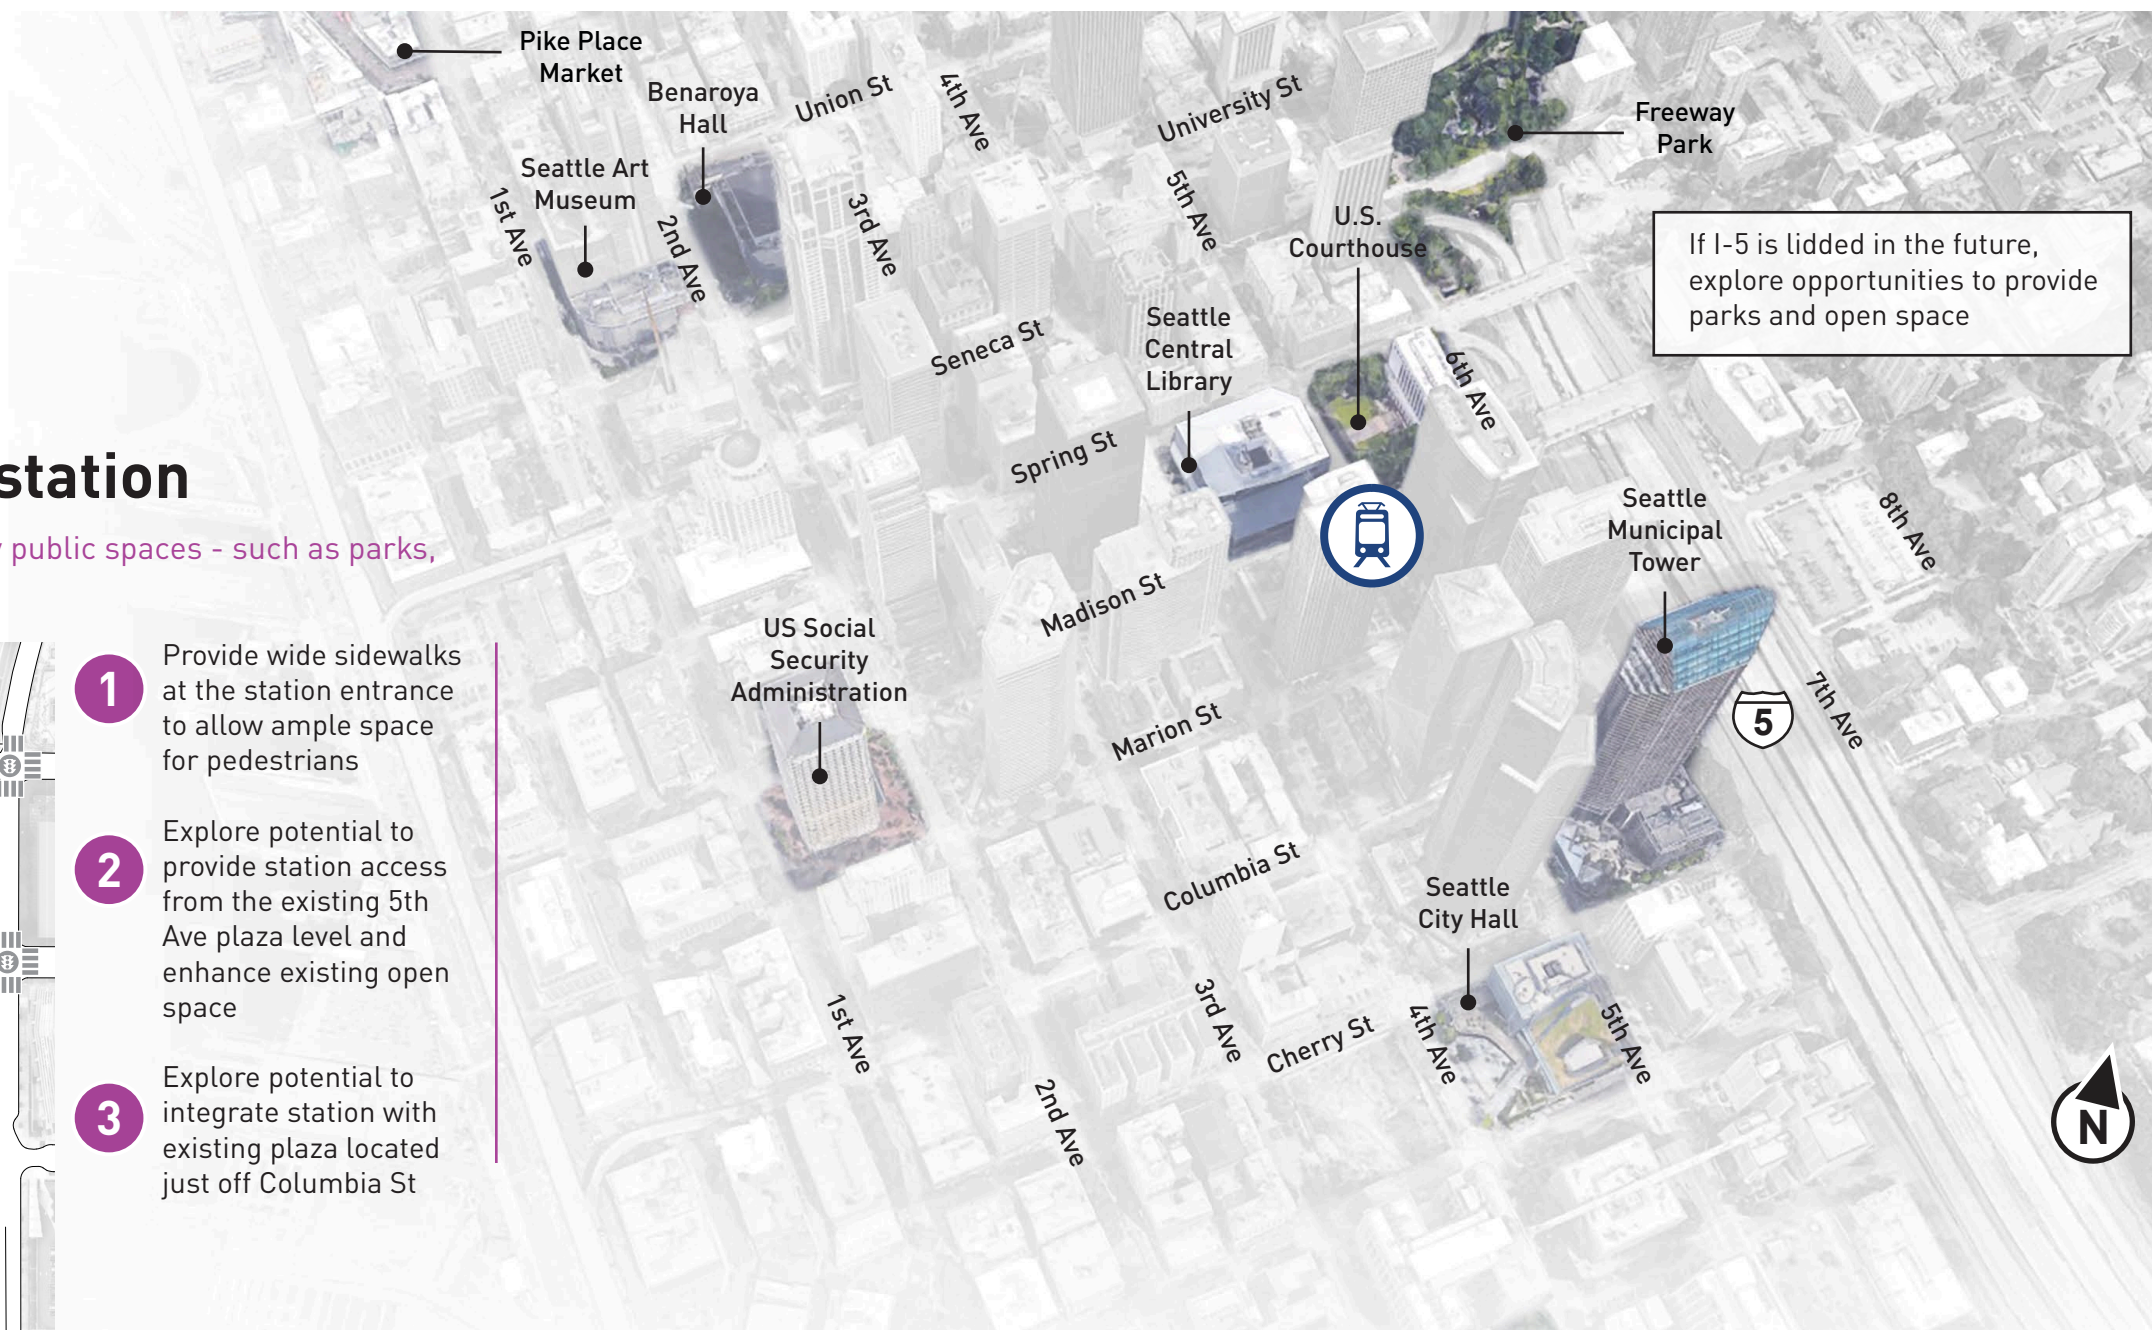 Pike Place
Market
Benaroya
Hall
Union St
4th Ave
University St
Freeway
Park
Seattle Art
Museum
1st Ave
2nd Ave
3rd Ave
5th Ave
U.S.
Courthouse
If I-5 is lidded in the future,
explore opportunities to provide
parks and open space
Seattle
Central
Library
Seneca St
6th Ave
Spring St
station
public spaces - such as parks,
Seattle
Municipal
Tower
8th Ave
Madison St
US Social
Security
Administration
1
Provide wide sidewalks
at the station entrance
to allow ample space
for pedestrians
Marion St
5
7th Ave
2
Explore potential to
provide station access
from the existing 5th
Ave plaza level and
enhance existing open
space
Columbia St
Seattle
City Hall
1st Ave
2nd Ave
3rd Ave
Cherry St
4th Ave
5th Ave
3
Explore potential to
integrate station with
existing plaza located
just off Columbia St
N